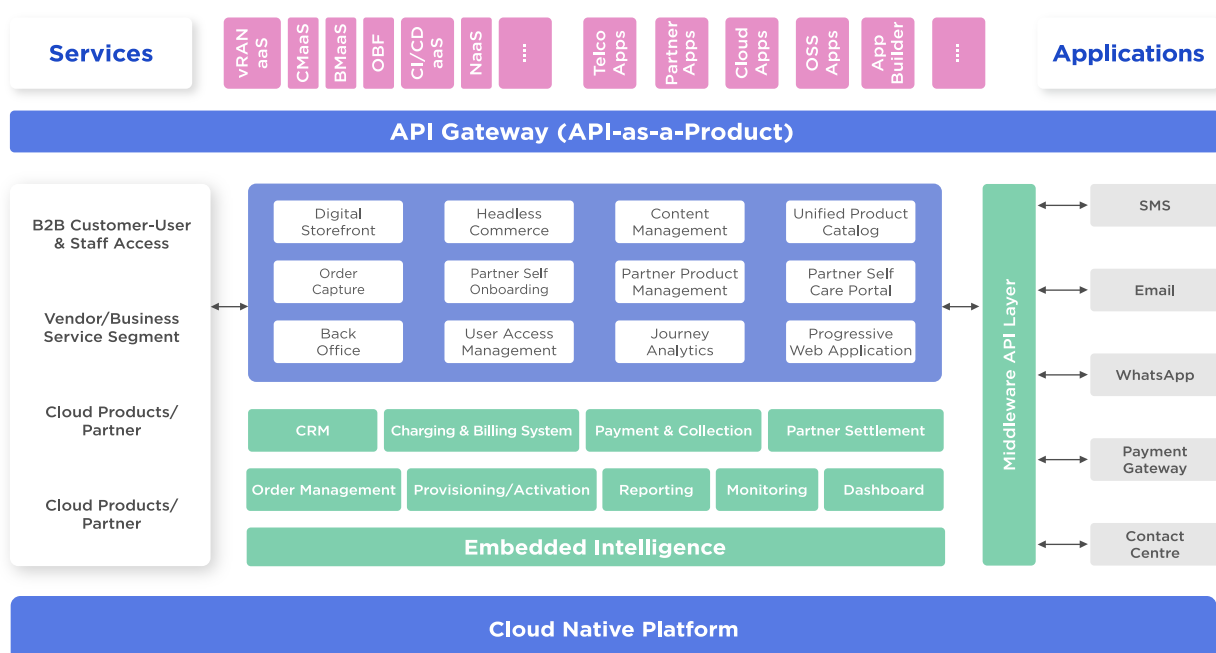 Services
vRAN
aaS
CMaaS
BMaaS
OBF
CI/CD
aaS
NaaS
...
Telco
Apps
Partner
Apps
Cloud
Apps
OSS
Apps
App
Builder
...
Applications
API Gateway (API-as-a-Product)
B2B Customer-User
& Staff Access
Vendor/Business
Service Segment
Cloud Products/
Partner
Cloud Products/
Partner
Digital
Storefront
Headless
Commerce
Content
Management
Unified Product
Catalog
Order
Capture
Partner Self
Onboarding
Partner Product
Management
Partner Self
Care Portal
Back
Office
User Access
Management
Journey
Analytics
Progressive
Web Application
CRM
Charging & Billing System
Payment & Collection
Partner Settlement
Order Management
Provisioning/Activation
Reporting
Monitoring
Dashboard
Embedded Intelligence
Middleware API Layer
SMS
Email
WhatsApp
Payment
Gateway
Contact
Centre
Cloud Native Platform